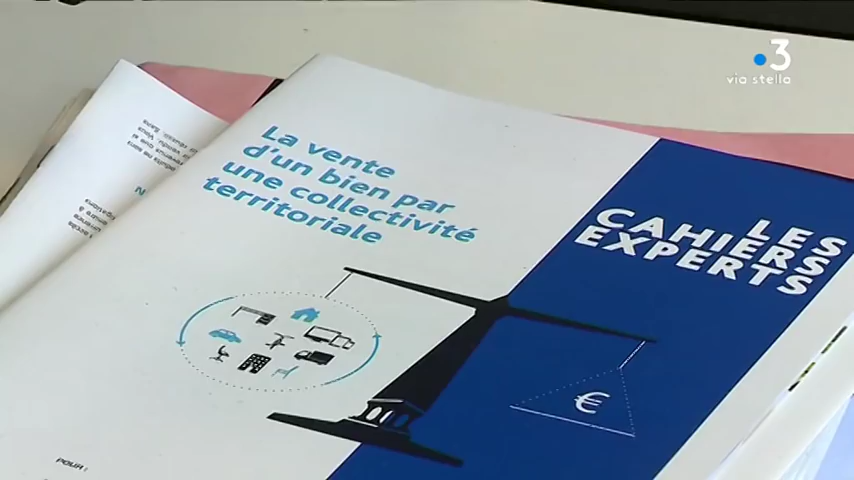 3
via stella
La vente
d'un bien par
une collectivité
territoriale
LES
CAHIERS
EXPERTS
€
POUR :